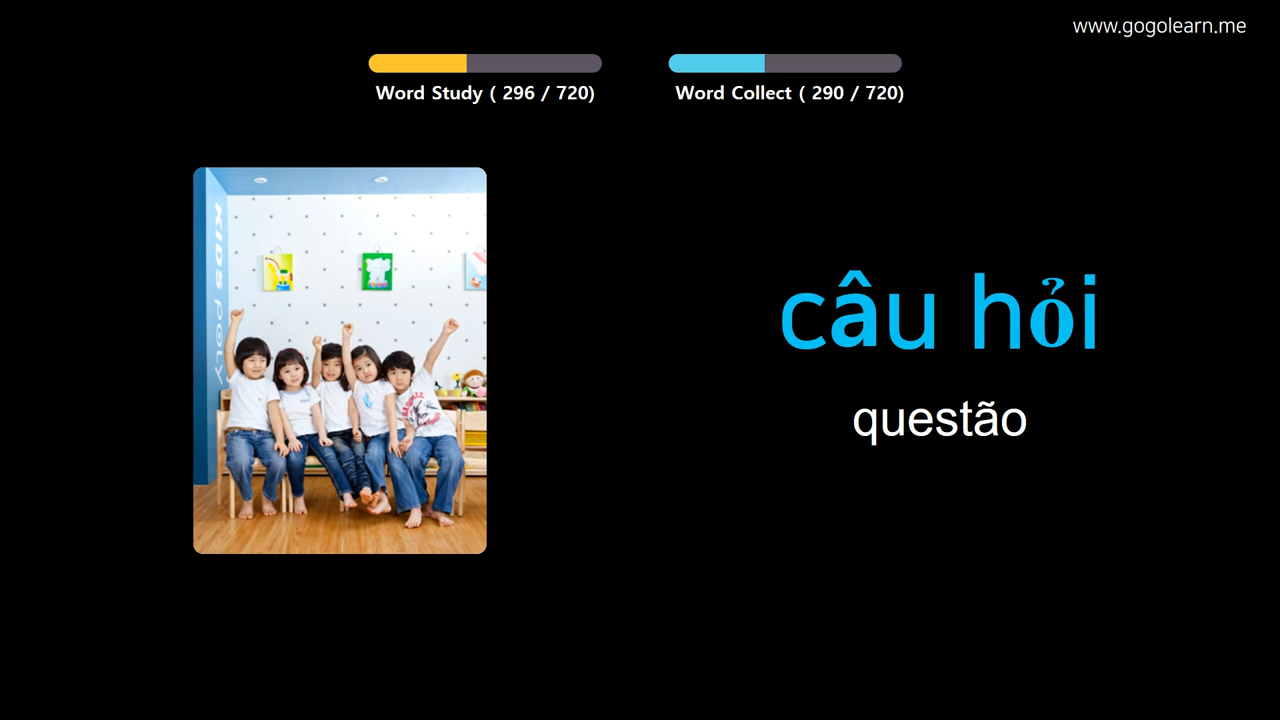 www.gogolearn.me
Word Study ( 296 / 720)
Word Collect ( 290 / 720)
KIDS POLY
câu hỏi
questão